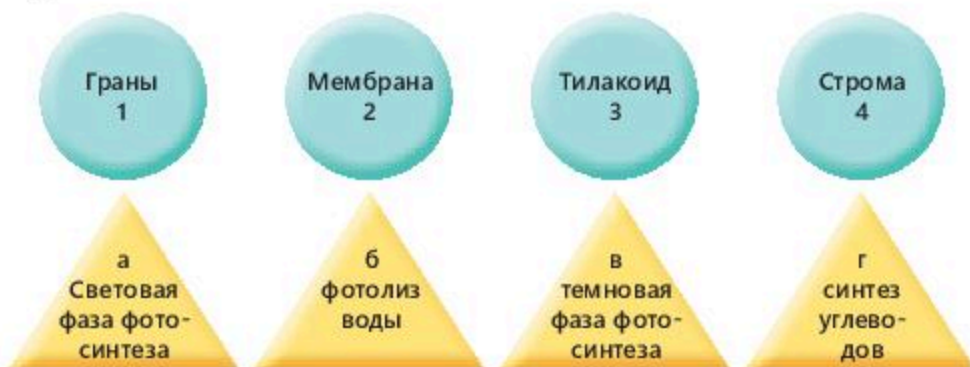 Граны
1
Мембрана
2
Тилакоид
3
Строма
4
а
Световая
фаза фото-
синтеза
б
фотолиз
воды
в
темновая
фаза фото-
синтеза
г
синтез
углево-
дов